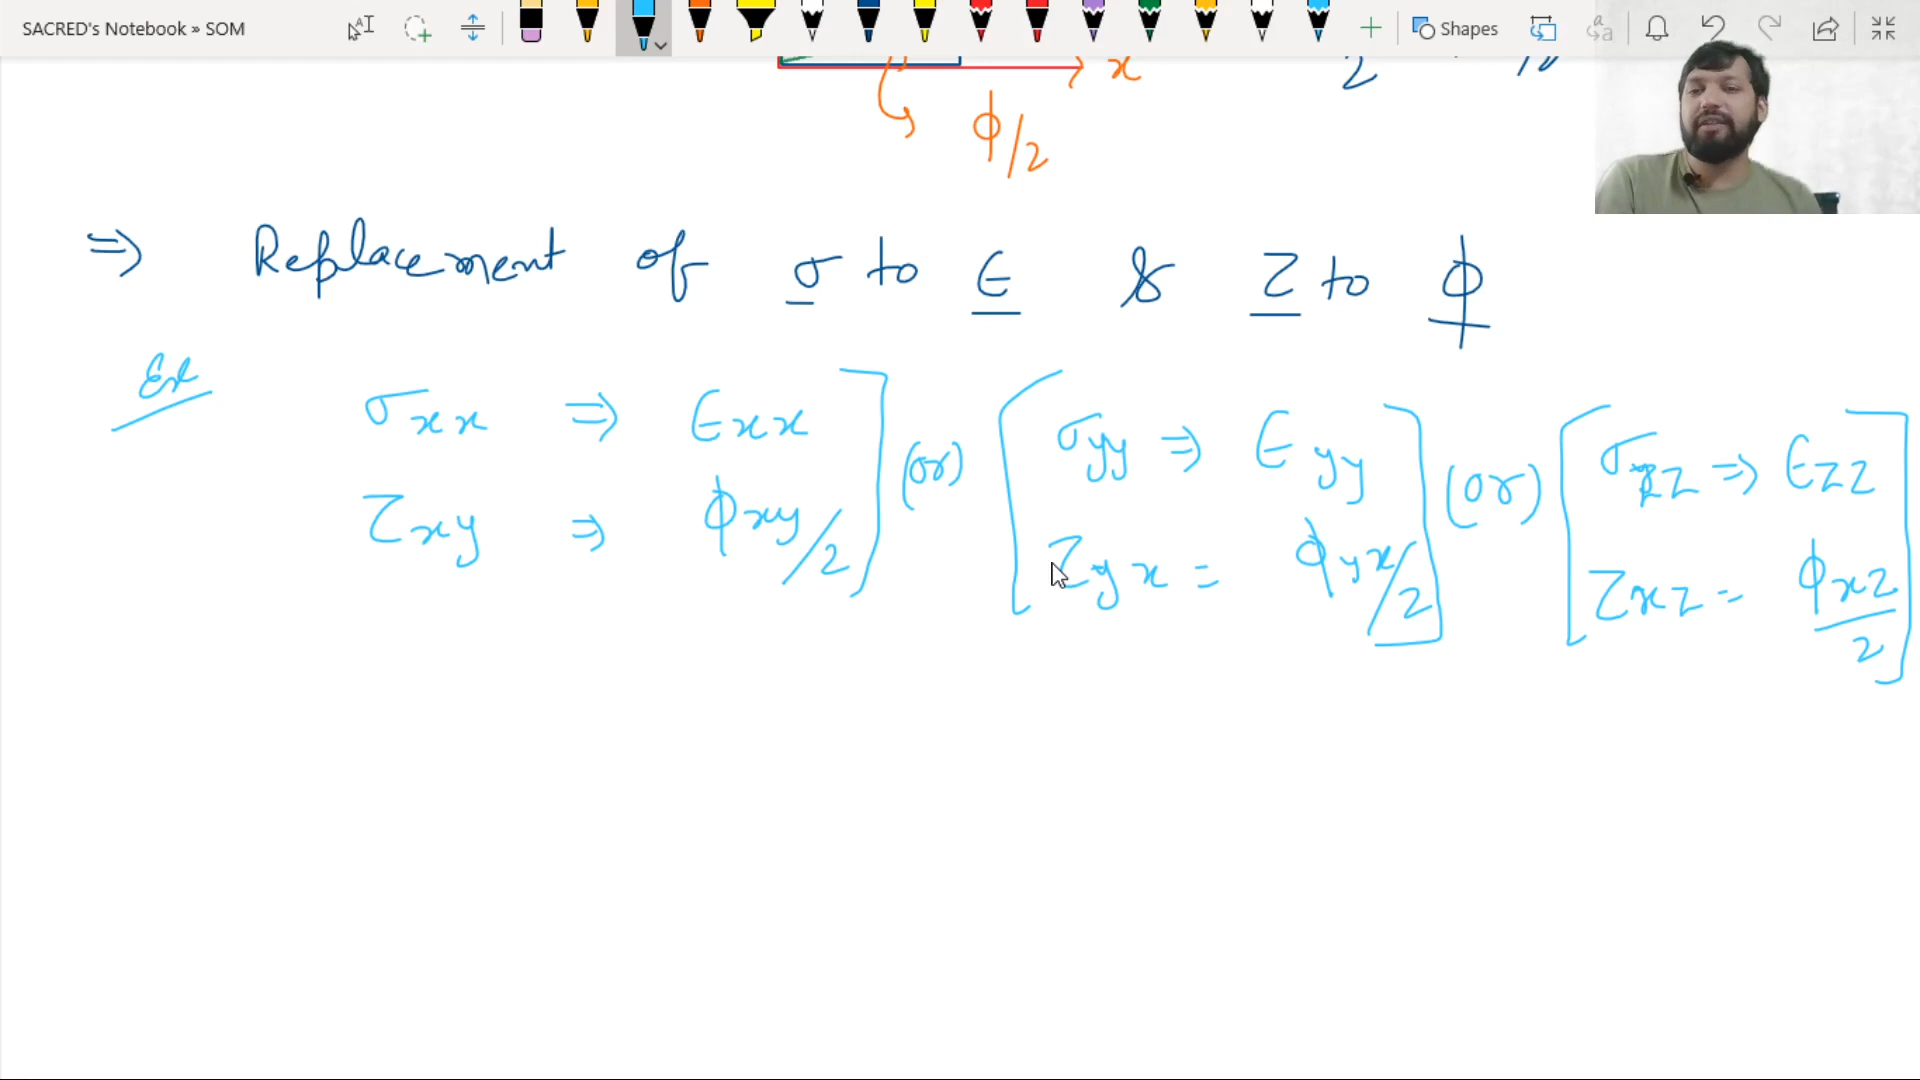 SACRED's Notebook » SOM
Shapes
x
2
ϕ/2
⇒ Replacement of σ to ∈ & τ to ϕ
Ex
σxx ⇒ ∈xx ] (or) [ σyy ⇒ ∈yy ] (or) [ σzz ⇒ ∈zz ]
τxy ⇒ ϕxy/2 τyx = ϕyx/2 τxz = ϕxz/2